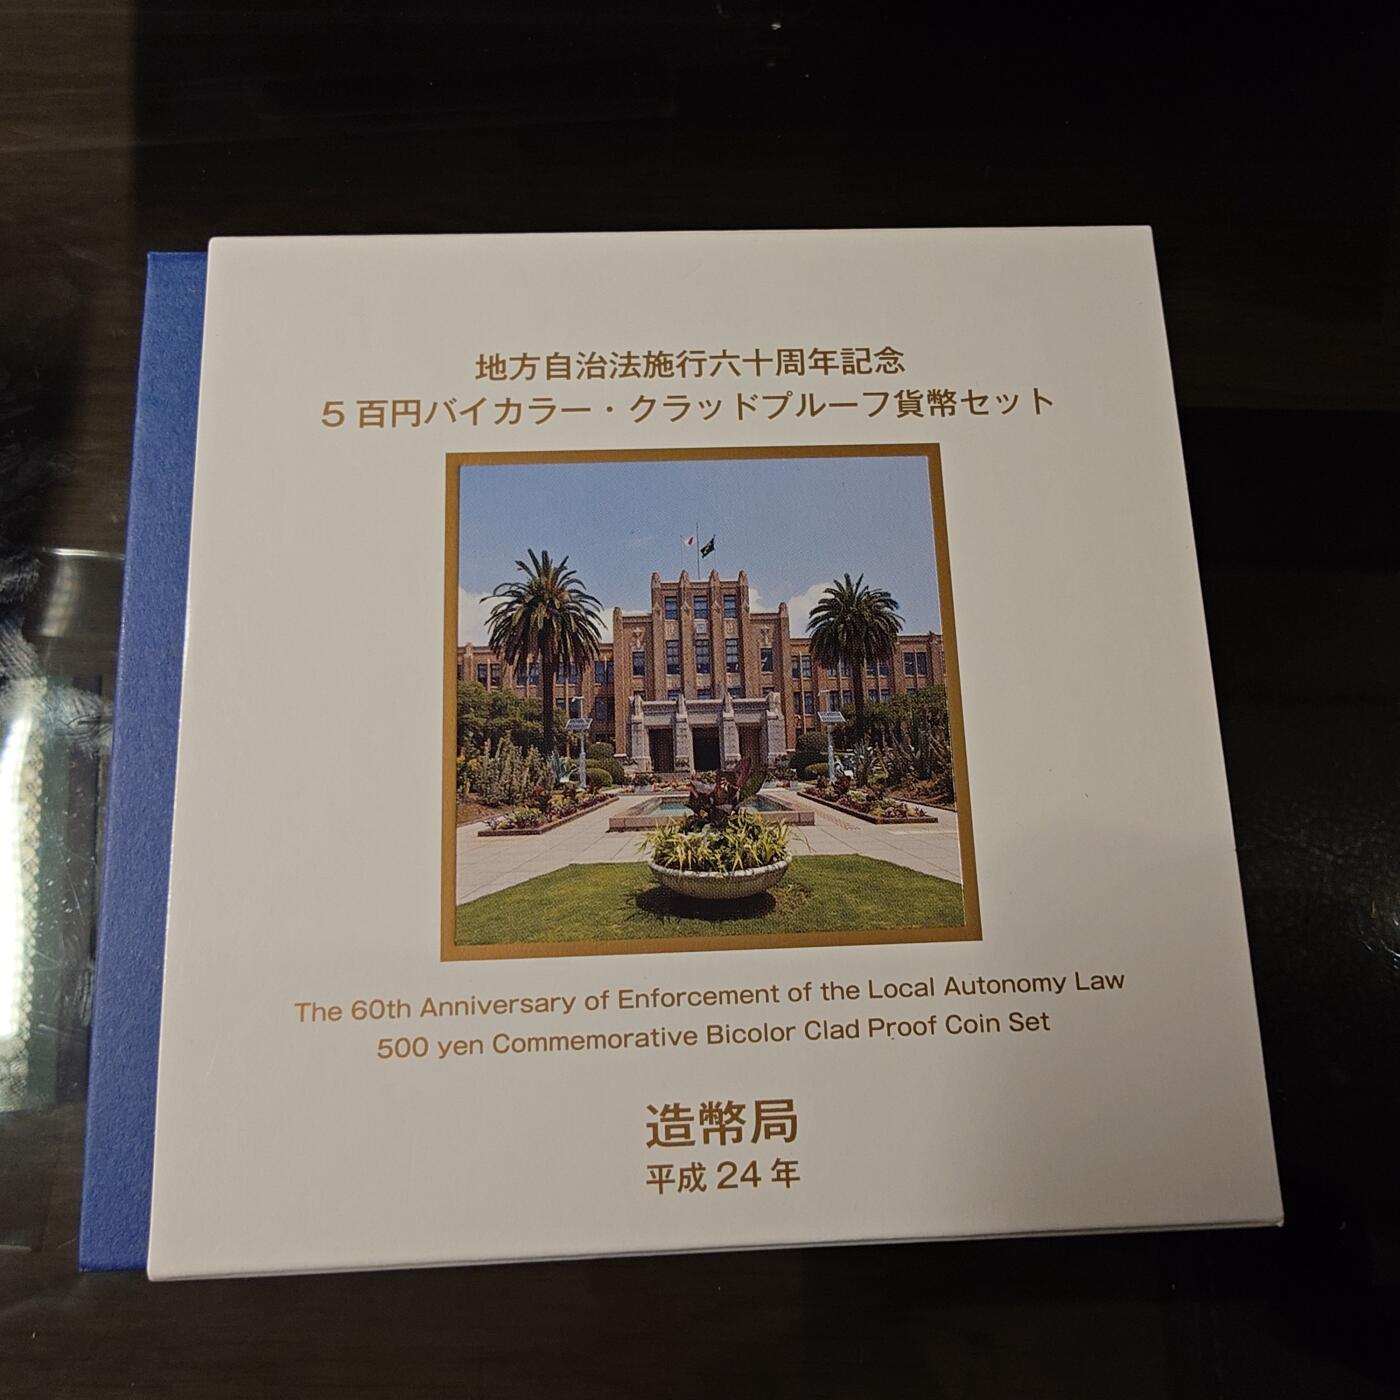 地方自治法施行六十周年記念
5百円バイカラー・クラッドプルーフ貨幣セット
The 60th Anniversary of Enforcement of the Local Autonomy Law
500 yen Commemorative Bicolor Clad Proof Coin Set
造幣局
平成24年